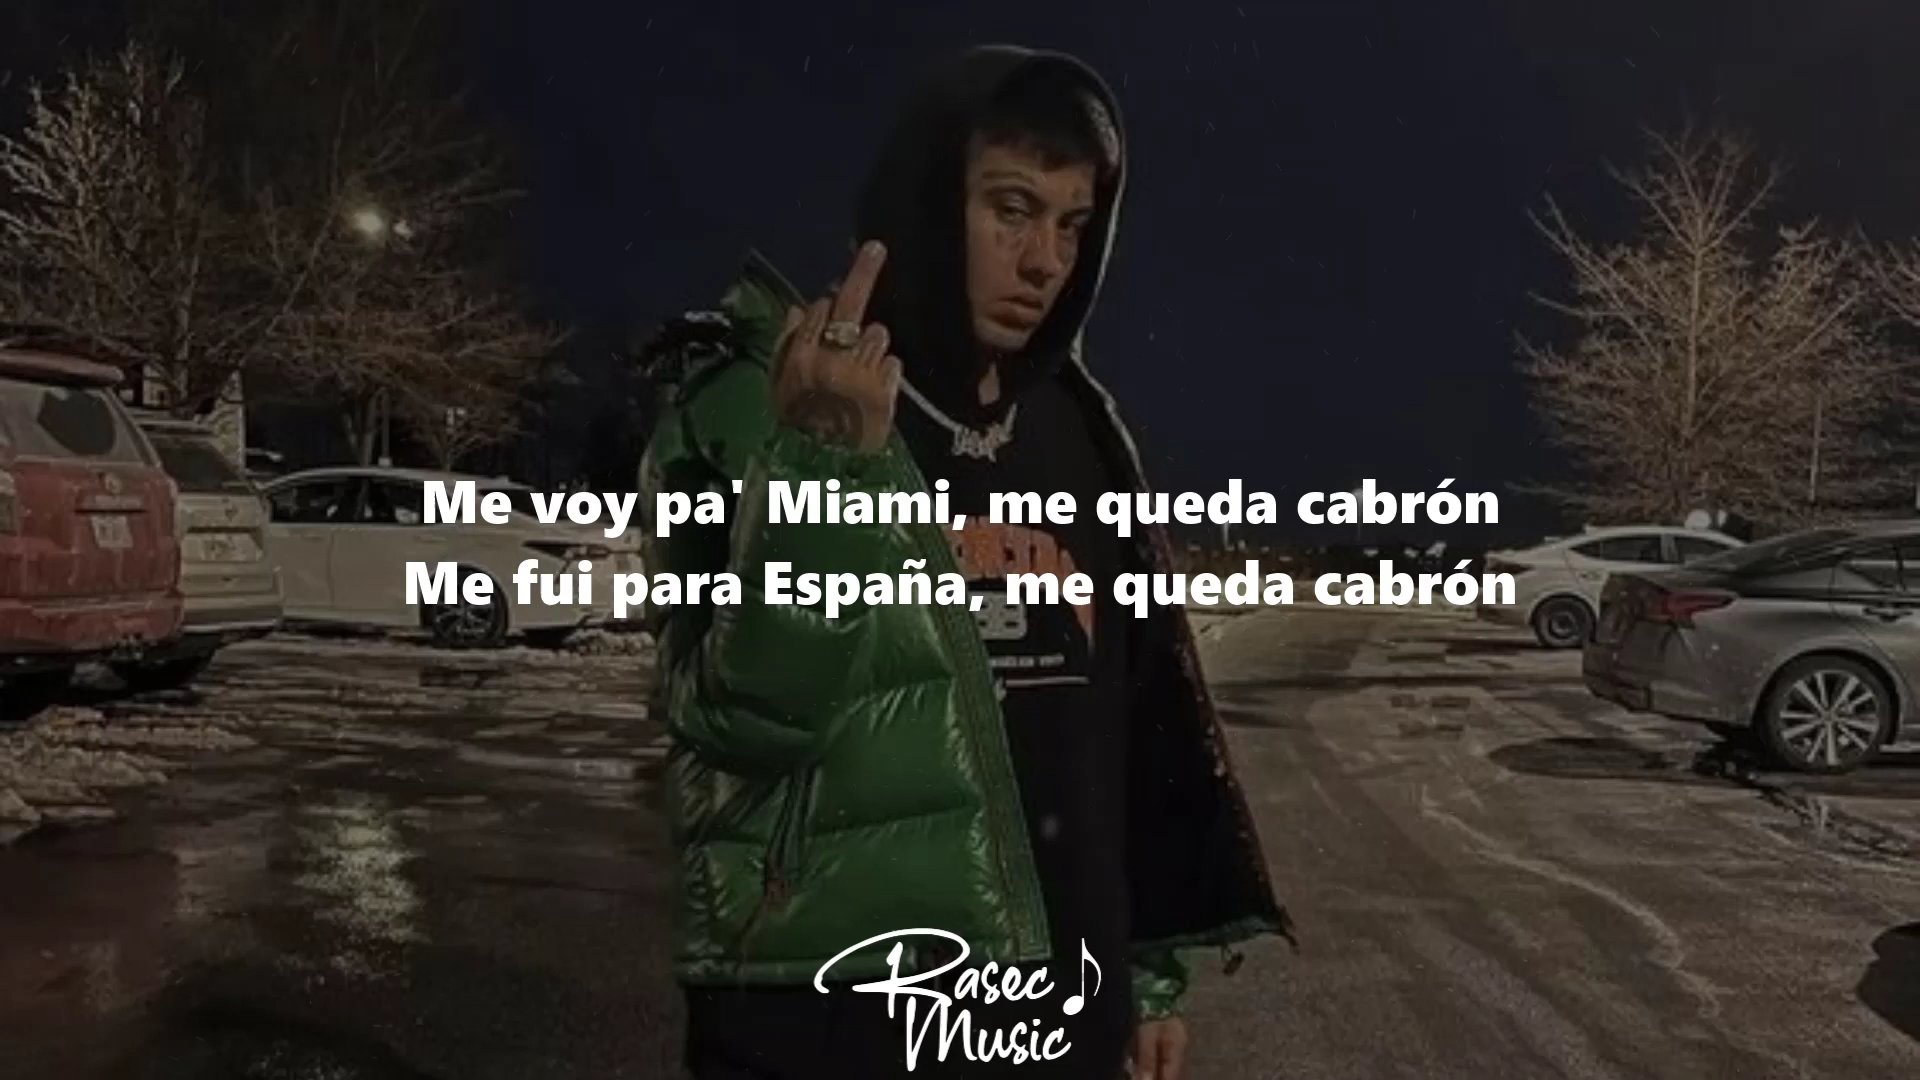 Me voy pa' Miami, me queda cabrón
Me fui para España, me queda cabrón
Rasec
Music